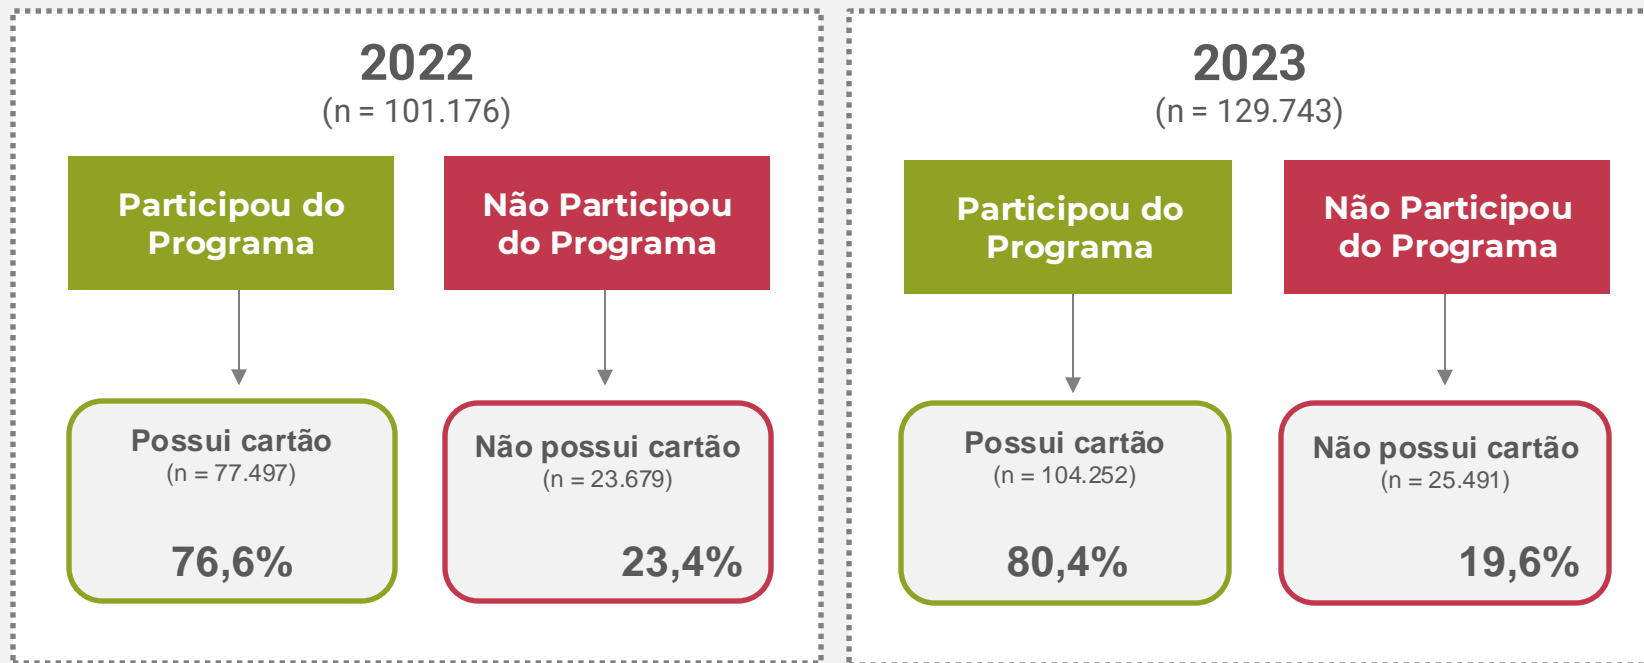 2022
(n = 101.176)
Participou do
Programa
Não Participou
do Programa
Possui cartão
(n = 77.497)
76,6%
Não possui cartão
(n = 23.679)
23,4%
2023
(n = 129.743)
Participou do
Programa
Não Participou
do Programa
Possui cartão
(n = 104.252)
80,4%
Não possui cartão
(n = 25.491)
19,6%